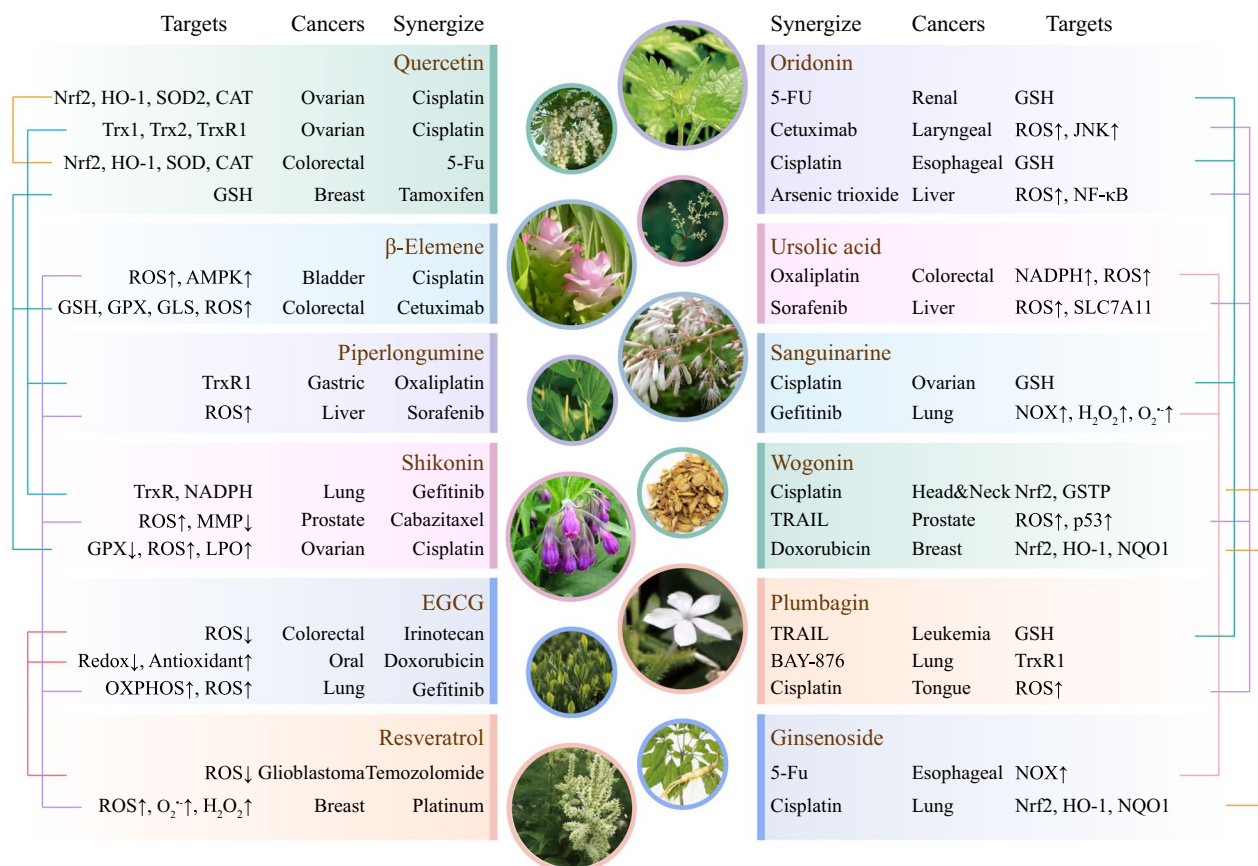 Targets Cancers Synergize
Quercetin
Nrf2, HO-1, SOD2, CAT Ovarian Cisplatin
Trx1, Trx2, TrxR1 Ovarian Cisplatin
Nrf2, HO-1, SOD, CAT Colorectal 5-Fu
GSH Breast Tamoxifen
β-Elemene
ROS↑, AMPK↑ Bladder Cisplatin
GSH, GPX, GLS, ROS↑ Colorectal Cetuximab
Piperlongumine
TrxR1 Gastric Oxaliplatin
ROS↑ Liver Sorafenib
Shikonin
TrxR, NADPH Lung Gefitinib
ROS↑, MMP↓ Prostate Cabazitaxel
GPX↓, ROS↑, LPO↑ Ovarian Cisplatin
EGCG
ROS↓ Colorectal Irinotecan
Redox↓, Antioxidant↑ Oral Doxorubicin
OXPHOS↑, ROS↑ Lung Gefitinib
Resveratrol
ROS↓ Glioblastoma Temozolomide
ROS↑, O₂·⁻↑, H₂O₂↑ Breast Platinum
Synergize Cancers Targets
Oridonin
5-FU Renal GSH
Cetuximab Laryngeal ROS↑, JNK↑
Cisplatin Esophageal GSH
Arsenic trioxide Liver ROS↑, NF-κB
Ursolic acid
Oxaliplatin Colorectal NADPH↑, ROS↑
Sorafenib Liver ROS↑, SLC7A11
Sanguinarine
Cisplatin Ovarian GSH
Gefitinib Lung NOX↑, H₂O₂↑, O₂·⁻↑
Wogonin
Cisplatin Head&Neck Nrf2, GSTP
TRAIL Prostate ROS↑, p53↑
Doxorubicin Breast Nrf2, HO-1, NQO1
Plumbagin
TRAIL Leukemia GSH
BAY-876 Lung TrxR1
Cisplatin Tongue ROS↑
Ginsenoside
5-Fu Esophageal NOX↑
Cisplatin Lung Nrf2, HO-1, NQO1